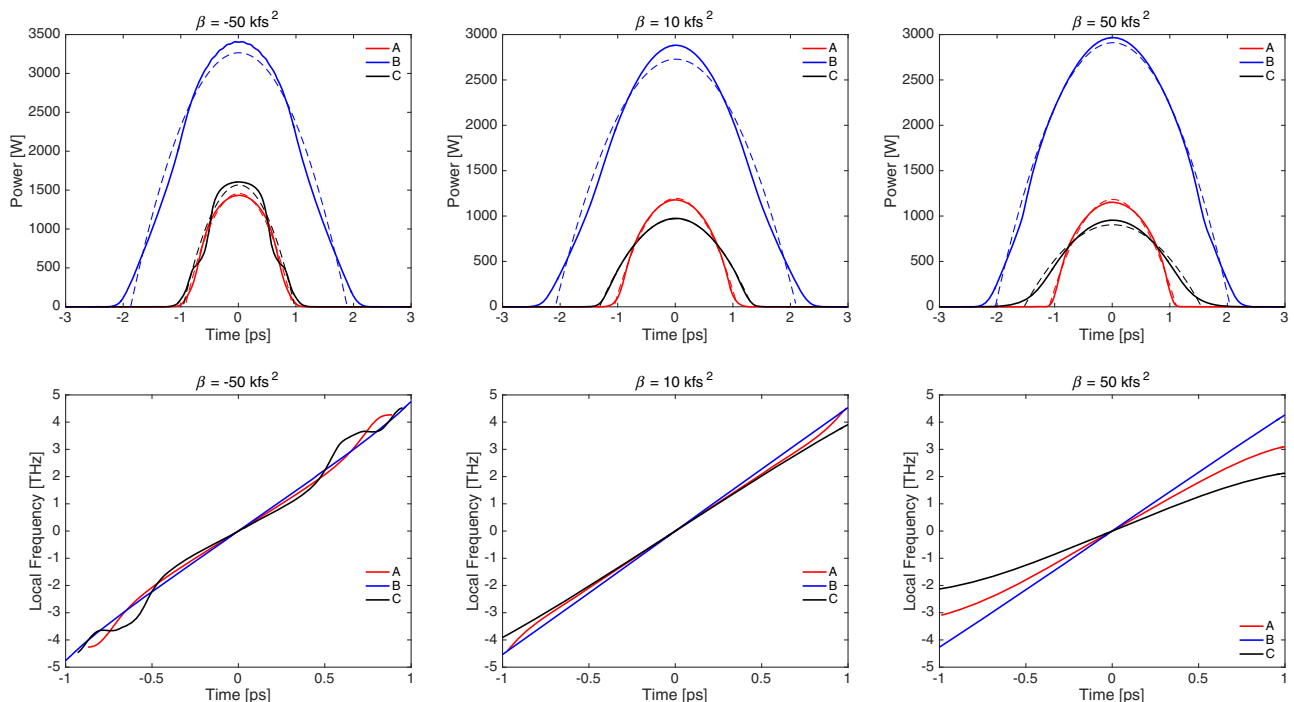 β = -50 kfs²
Power [W]
3500
3000
2500
2000
1500
1000
500
0
-3 -2 -1 0 1 2 3
Time [ps]
A
B
C
β = 10 kfs²
Power [W]
3000
2500
2000
1500
1000
500
0
-3 -2 -1 0 1 2 3
Time [ps]
A
B
C
β = 50 kfs²
Power [W]
3000
2500
2000
1500
1000
500
0
-3 -2 -1 0 1 2 3
Time [ps]
A
B
C
β = -50 kfs²
Local Frequency [THz]
5
4
3
2
1
0
-1
-2
-3
-4
-5
-1 -0.5 0 0.5 1
Time [ps]
A
B
C
β = 10 kfs²
Local Frequency [THz]
5
4
3
2
1
0
-1
-2
-3
-4
-5
-1 -0.5 0 0.5 1
Time [ps]
A
B
C
β = 50 kfs²
Local Frequency [THz]
5
4
3
2
1
0
-1
-2
-3
-4
-5
-1 -0.5 0 0.5 1
Time [ps]
A
B
C